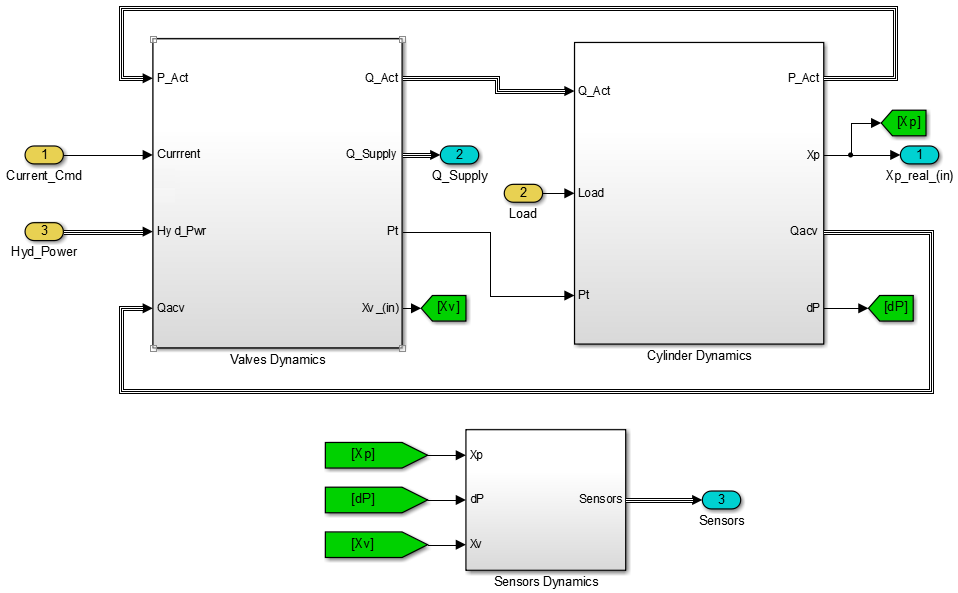 P_Act
Q_Act
P_Act
Q_Act
[Xp]
1
Currrent
Q_Supply
2
Xp
1
Current_Cmd
Q_Supply
Xp_real_(in)
2
Load
Load
3
Hy d_Pwr
Pt
Qacv
Hyd_Power
Pt
Qacv
Xv_(in)
[Xv]
dP
[dP]
Valves Dynamics
Cylinder Dynamics
[Xp]
Xp
[dP]
dP
Sensors
3
Sensors
[Xv]
Xv
Sensors Dynamics